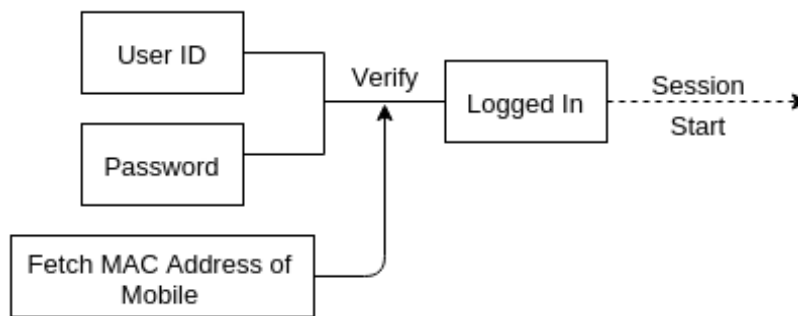 User ID
Verify
Logged In
Session
Start
Password
Fetch MAC Address of
Mobile